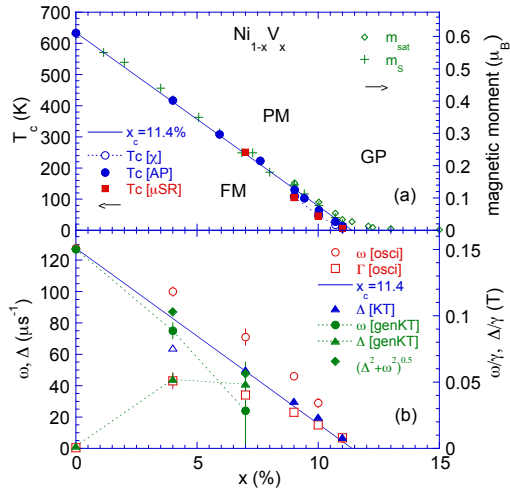 700
600
500
400
300
200
100
0
T_c (K)
Ni_{1-x}V_x
m_{sat}
m_S
PM
GP
FM
x_c=11.4%
Tc [χ]
Tc [AP]
Tc [μSR]
(a)
0.6
0.5
0.4
0.3
0.2
0.1
0
magnetic moment (μ_B)
120
100
80
60
40
20
0
ω, Δ (μs^{-1})
ω [osci]
Γ [osci]
x_c=11.4
Δ [KT]
ω [genKT]
Δ [genKT]
(Δ^2+ω^2)^{0.5}
(b)
0.15
0.1
0.05
0
ω/γ, Δ/γ (T)
0
5
10
15
x (%)